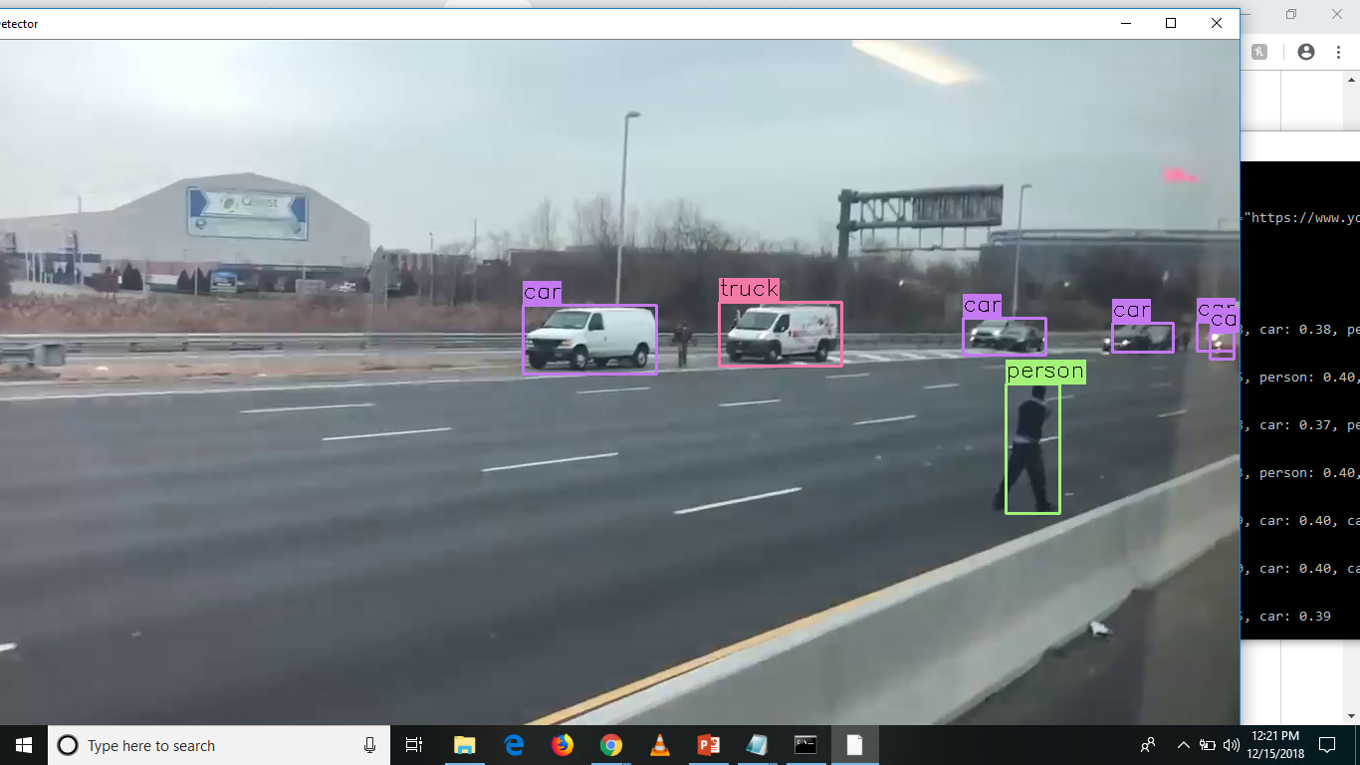 etector
="https://www.yo
car
truck
car
car
car
ca
person
, car: 0.38, pe
, person: 0.40,
, car: 0.37, pe
, person: 0.40,
, car: 0.40, ca
, car: 0.40, ca
, car: 0.39
Type here to search
12:21 PM
12/15/2018